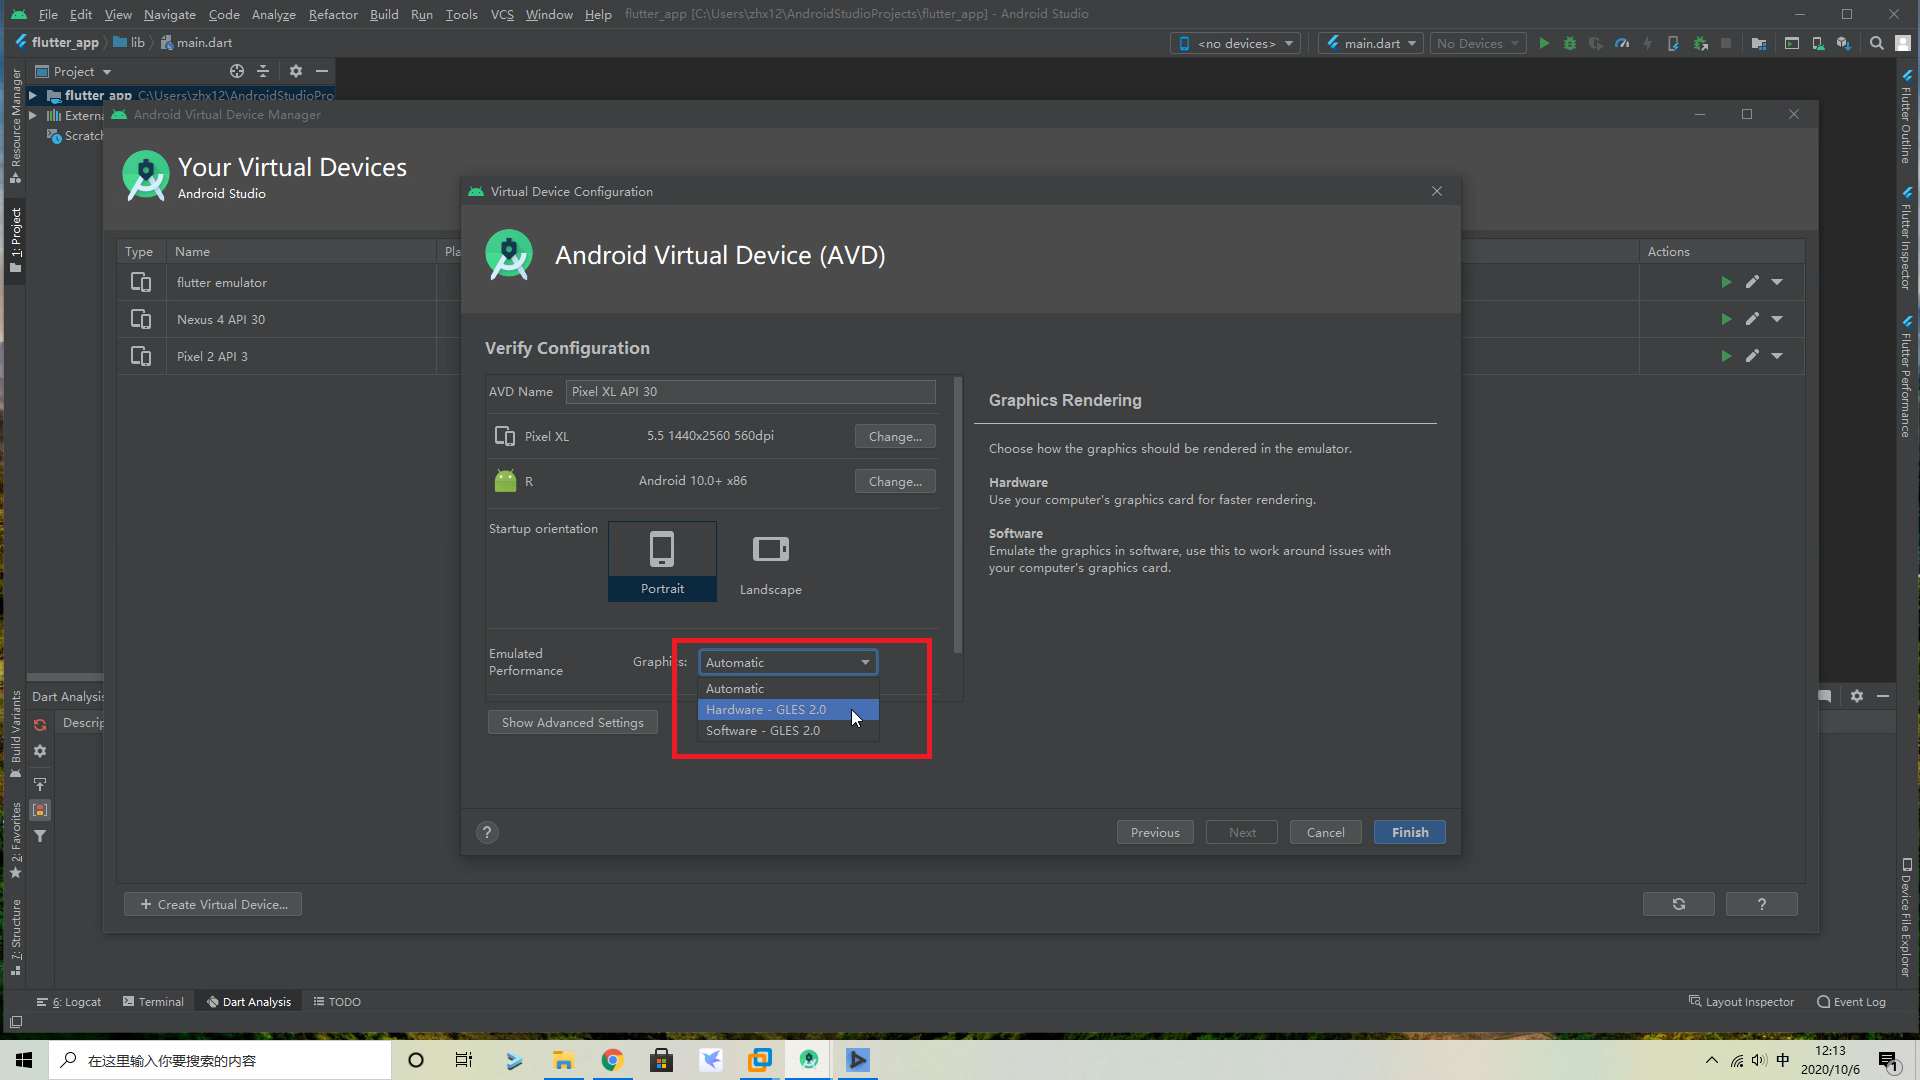 File Edit View Navigate Code Analyze Refactor Build Run Tools VCS Window Help flutter_app [C:\Users\zhx12\AndroidStudioProjects\flutter_app] - Android Studio
flutter_app lib main.dart
<no devices> main.dart No Devices
Project
flutter_app C:\Users\zhx12\AndroidStudioPro
Externa
Scratch
Resource Manager
1: Project
Build Variants
2: Favorites
7: Structure
Android Virtual Device Manager
Your Virtual Devices
Android Studio
Type Name Pla Actions
flutter emulator
Nexus 4 API 30
Pixel 2 API 3
Virtual Device Configuration
Android Virtual Device (AVD)
Verify Configuration
AVD Name Pixel XL API 30
Pixel XL 5.5 1440x2560 560dpi Change...
R Android 10.0+ x86 Change...
Startup orientation
Portrait
Landscape
Emulated
Performance
Graphics: Automatic
Automatic
Hardware - GLES 2.0
Software - GLES 2.0
Show Advanced Settings
Graphics Rendering
Choose how the graphics should be rendered in the emulator.
Hardware
Use your computer's graphics card for faster rendering.
Software
Emulate the graphics in software, use this to work around issues with
your computer's graphics card.
? Previous Next Cancel Finish
+ Create Virtual Device... ?
Flutter Outline
Flutter Inspector
Flutter Performance
Device File Explorer
Dart Analysis
Descrip
6: Logcat Terminal Dart Analysis TODO Layout Inspector Event Log
在这里输入你要搜索的内容
中
12:13
2020/10/6
1